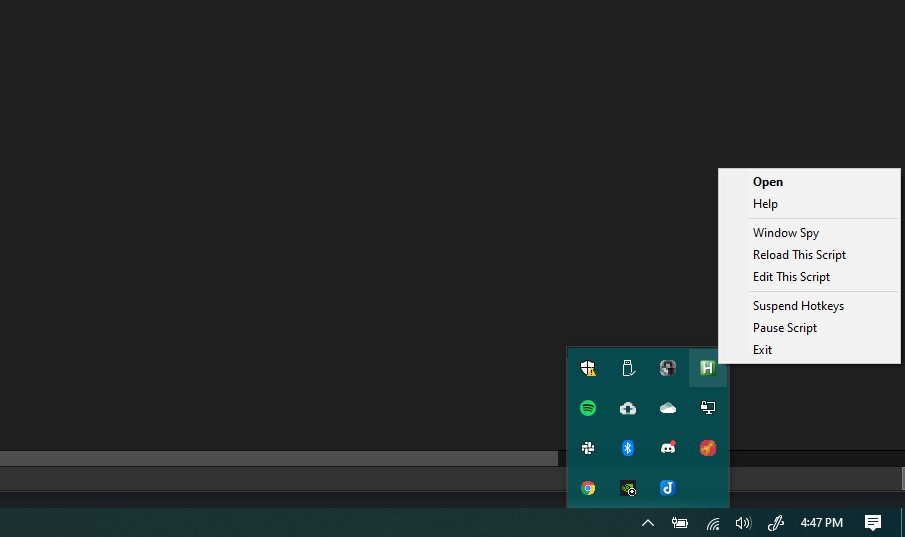 Open
Help
Window Spy
Reload This Script
Edit This Script
Suspend Hotkeys
Pause Script
Exit
H
4:47 PM